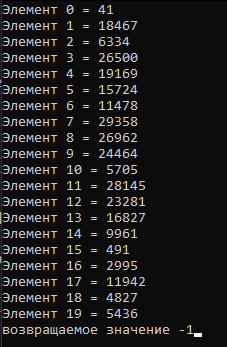 Элемент 0 = 41
Элемент 1 = 18467
Элемент 2 = 6334
Элемент 3 = 26500
Элемент 4 = 19169
Элемент 5 = 15724
Элемент 6 = 11478
Элемент 7 = 29358
Элемент 8 = 26962
Элемент 9 = 24464
Элемент 10 = 5705
Элемент 11 = 28145
Элемент 12 = 23281
Элемент 13 = 16827
Элемент 14 = 9961
Элемент 15 = 491
Элемент 16 = 2995
Элемент 17 = 11942
Элемент 18 = 4827
Элемент 19 = 5436
возвращаемое значение -1